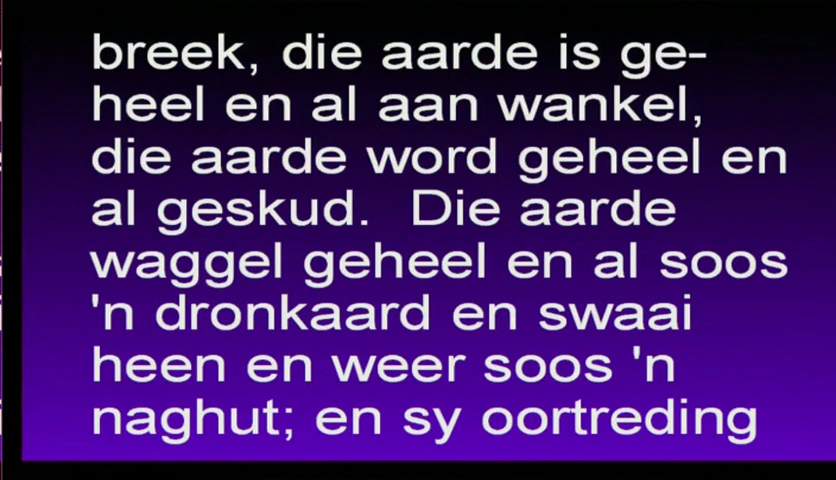 breek, die aarde is ge-
heel en al aan wankel,
die aarde word geheel en
al geskud.  Die aarde
waggel geheel en al soos
'n dronkaard en swaai
heen en weer soos 'n
naghut; en sy oortreding